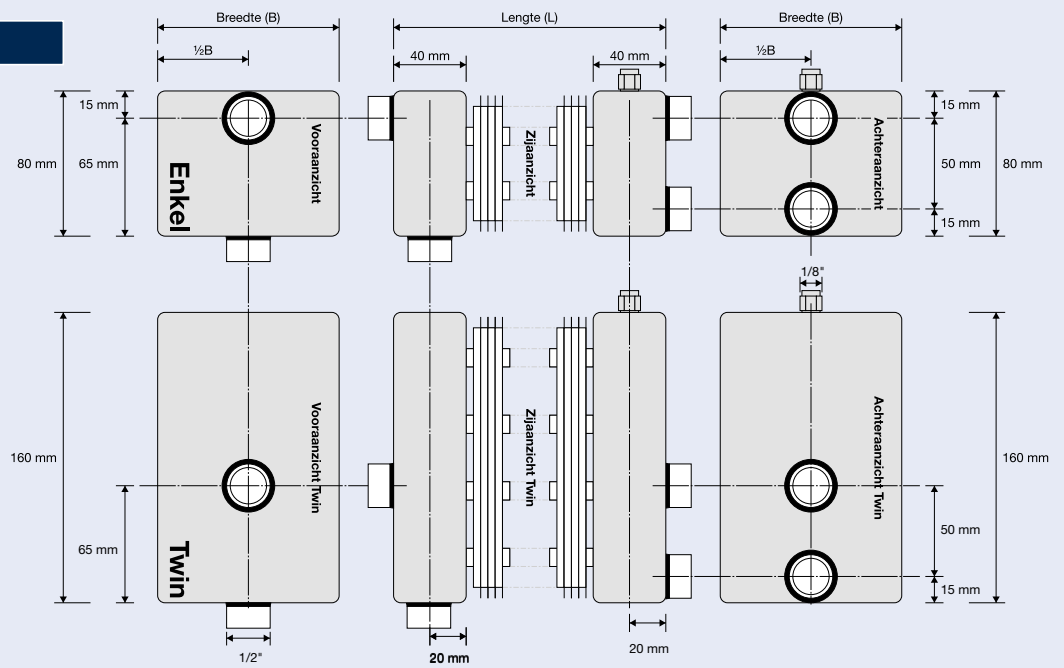 Breedte (B)
Lengte (L)
Breedte (B)
½B
40 mm
40 mm
½B
15 mm
80 mm
65 mm
Enkel
Vooraanzicht
Zijaanzicht
Achteraanzicht
15 mm
50 mm
80 mm
15 mm
1/8"
160 mm
65 mm
Twin
Vooraanzicht Twin
Zijaanzicht Twin
Achteraanzicht Twin
160 mm
50 mm
15 mm
1/2"
20 mm
20 mm